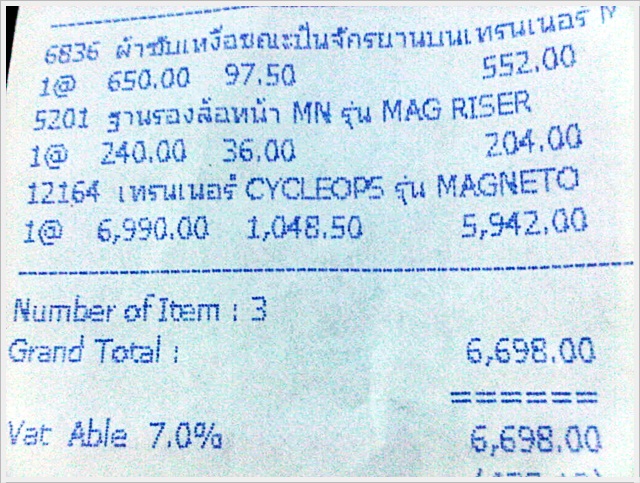 6836 ผ้าซับเหงื่อขณะปั่นจักรยานบนเทรนเนอร์ M
1@ 650.00 97.50 552.00
5201 ฐานรองล้อหน้า MN รุ่น MAG RISER
1@ 240.00 36.00 204.00
12164 เทรนเนอร์ CYCLEOPS รุ่น MAGNETO
1@ 6,990.00 1,048.50 5,942.00
Number of Item : 3
Grand Total : 6,698.00
======
Vat Able 7.0% 6,698.00